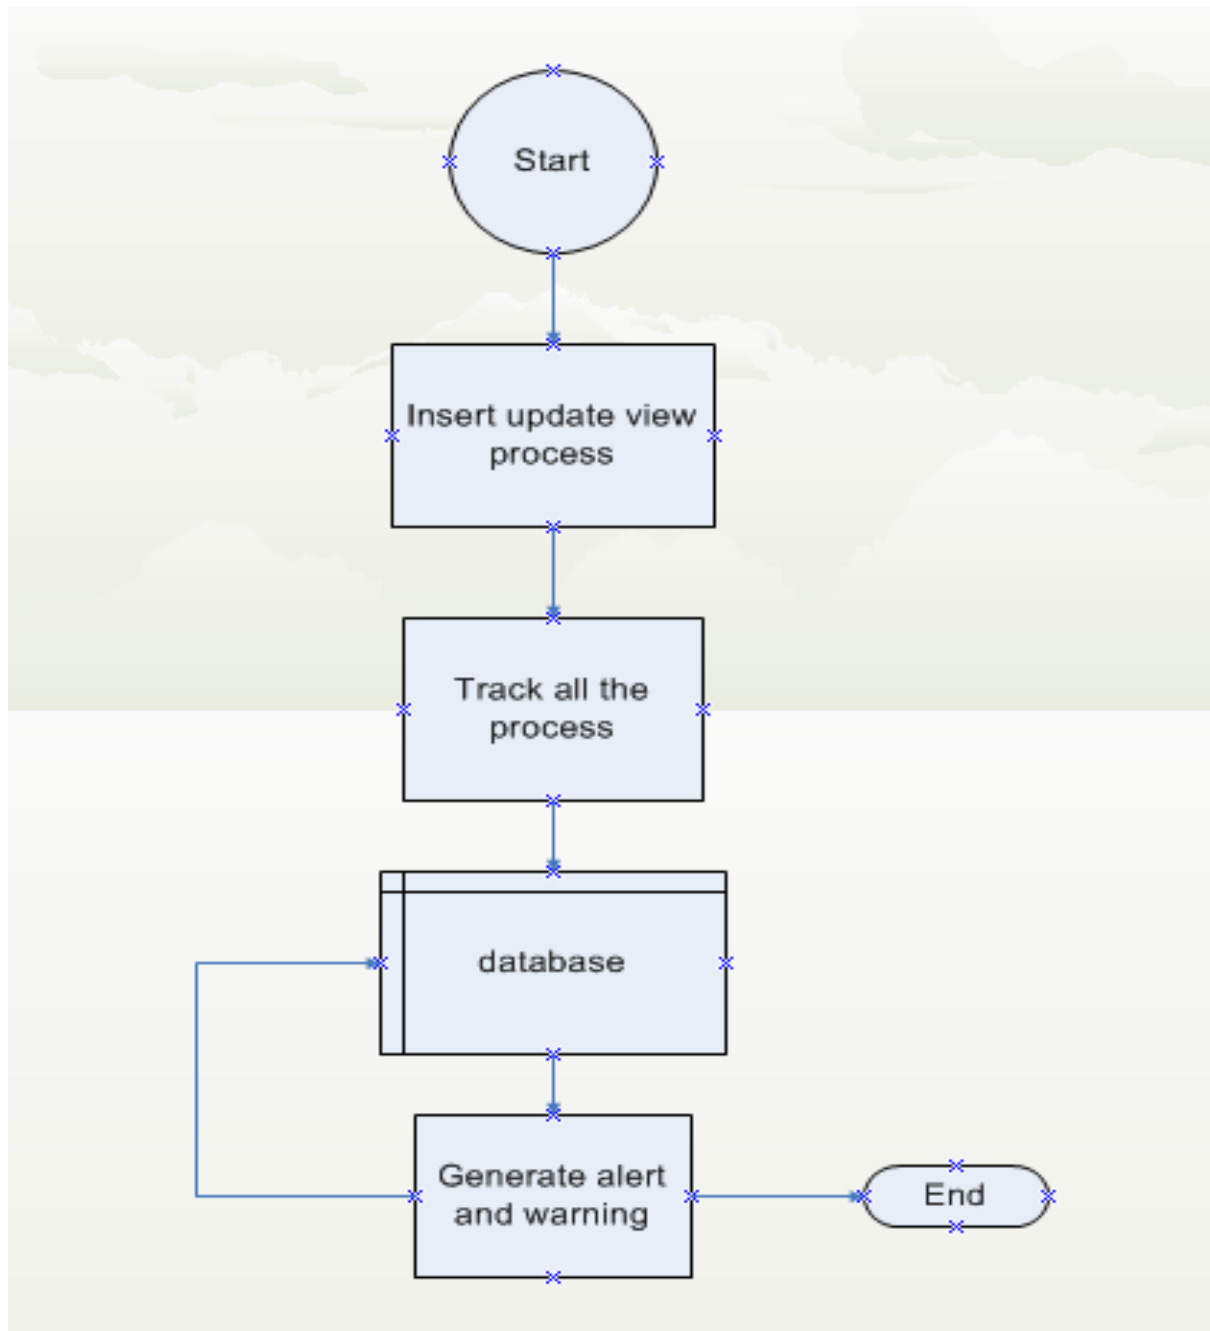 Start
Insert update view
process
Track all the
process
database
Generate alert
and warning
End